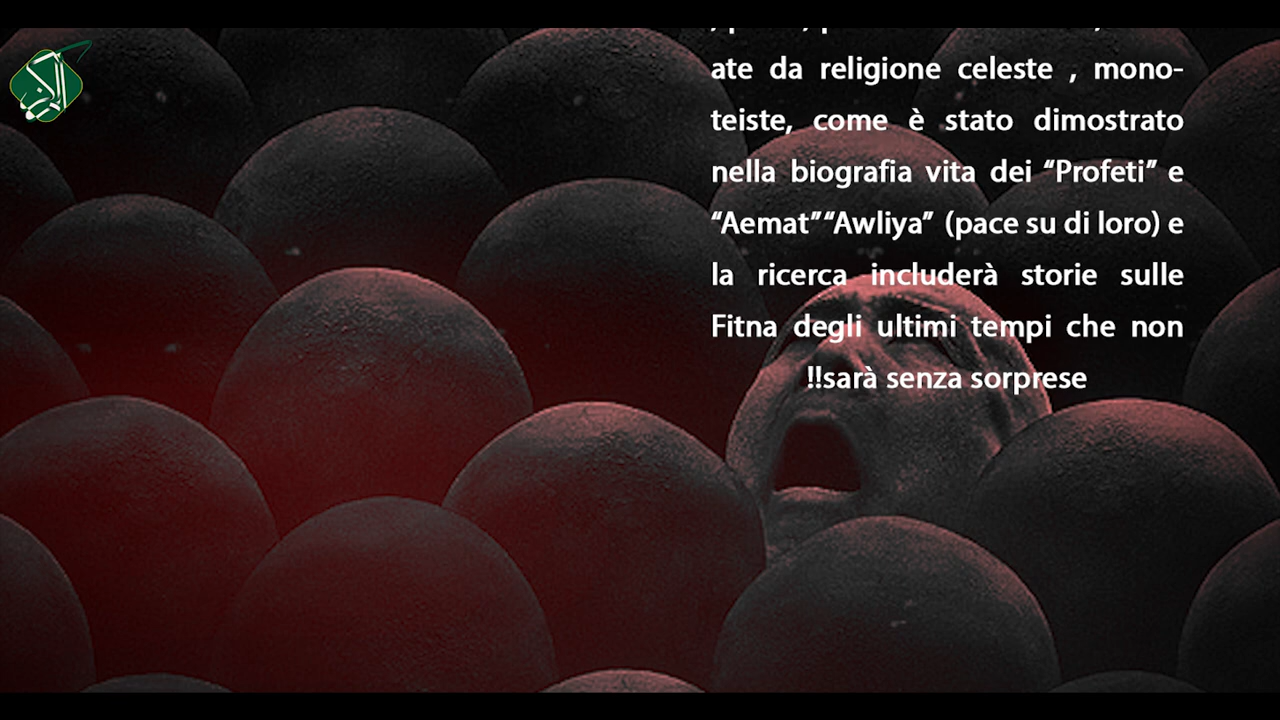 ate da religione celeste , mono-
teiste, come è stato dimostrato
nella biografia vita dei “Profeti” e
“Aemat”“Awliya” (pace su di loro) e
la ricerca includerà storie sulle
Fitna degli ultimi tempi che non
!!sarà senza sorprese